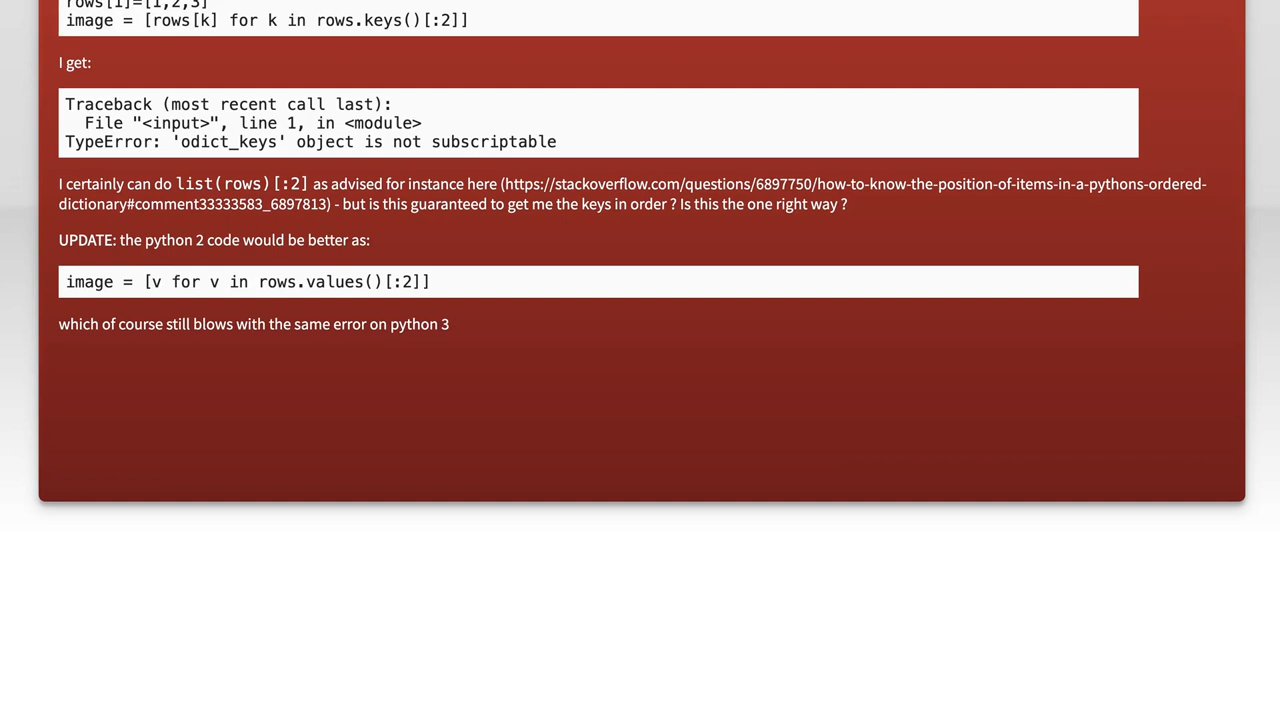 rows[1]=[1,2,3]
image = [rows[k] for k in rows.keys()[:2]]
I get:
Traceback (most recent call last):
  File "<input>", line 1, in <module>
TypeError: 'odict_keys' object is not subscriptable
I certainly can do list(rows)[:2] as advised for instance here (https://stackoverflow.com/questions/6897750/how-to-know-the-position-of-items-in-a-pythons-ordered-
dictionary#comment33333583_6897813) - but is this guaranteed to get me the keys in order ? Is this the one right way ?
UPDATE: the python 2 code would be better as:
image = [v for v in rows.values()[:2]]
which of course still blows with the same error on python 3